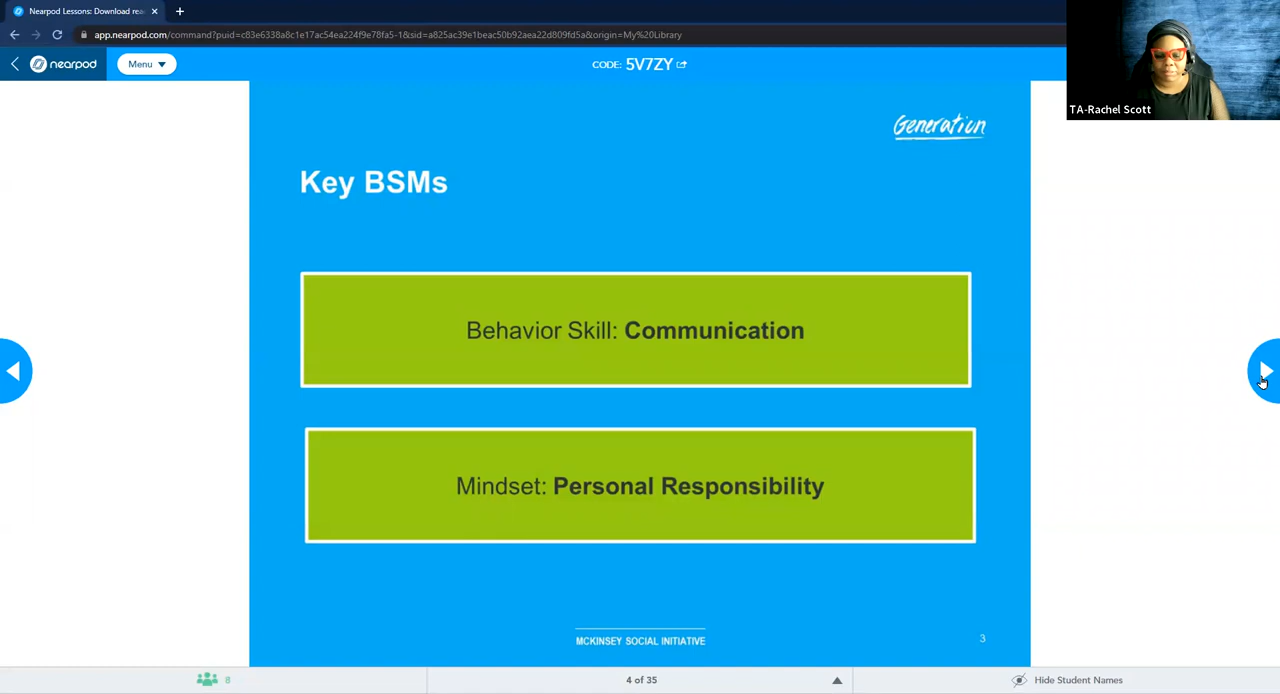 Nearpod Lessons: Download rea
app.nearpod.com/command?puid=c83e6338a8c1e17ac54ea224f9e78fa5-1&sid=a825ac39e1beac50b92aea22d809fd5a&origin=My%20Library
nearpod
Menu
CODE: 5V7ZY
TA-Rachel Scott
Generation
Key BSMs
Behavior Skill: Communication
Mindset: Personal Responsibility
MCKINSEY SOCIAL INITIATIVE
3
8
4 of 35
Hide Student Names